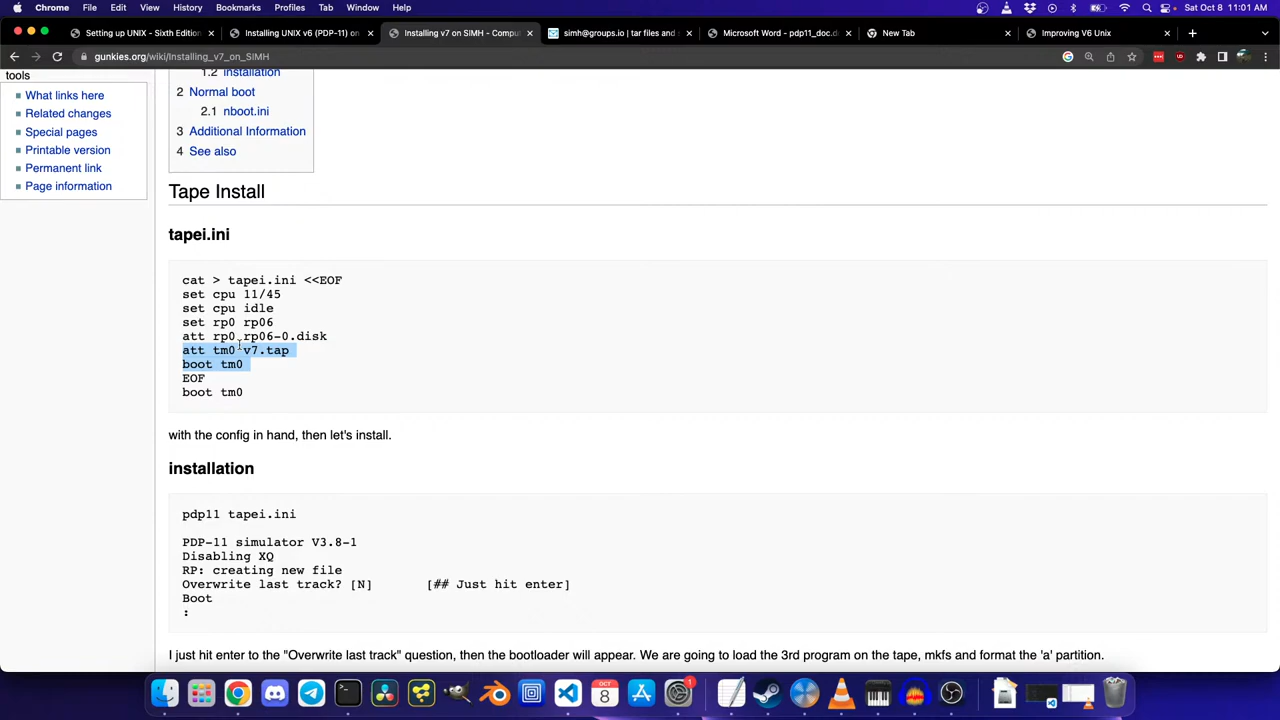 Chrome File Edit View History Bookmarks Profiles Tab Window Help Sat Oct 8 11:01 AM
Setting up UNIX - Sixth Edition Installing UNIX v6 (PDP-11) on Installing v7 on SIMH - Compu simh@groups.io | tar files and s Microsoft Word - pdp11_doc.d New Tab Improving V6 Unix
gunkies.org/wiki/Installing_v7_on_SIMH
tools
What links here
Related changes
Special pages
Printable version
Permanent link
Page information
1.2 installation
2 Normal boot
2.1 nboot.ini
3 Additional Information
4 See also
Tape Install
tapei.ini
cat > tapei.ini <<EOF
set cpu 11/45
set cpu idle
set rp0 rp06
att rp0 rp06-0.disk
att tm0 v7.tap
boot tm0
EOF
boot tm0
with the config in hand, then let's install.
installation
pdp11 tapei.ini
PDP-11 simulator V3.8-1
Disabling XQ
RP: creating new file
Overwrite last track? [N] [## Just hit enter]
Boot
:
I just hit enter to the "Overwrite last track" question, then the bootloader will appear. We are going to load the 3rd program on the tape, mkfs and format the 'a' partition.
8
1